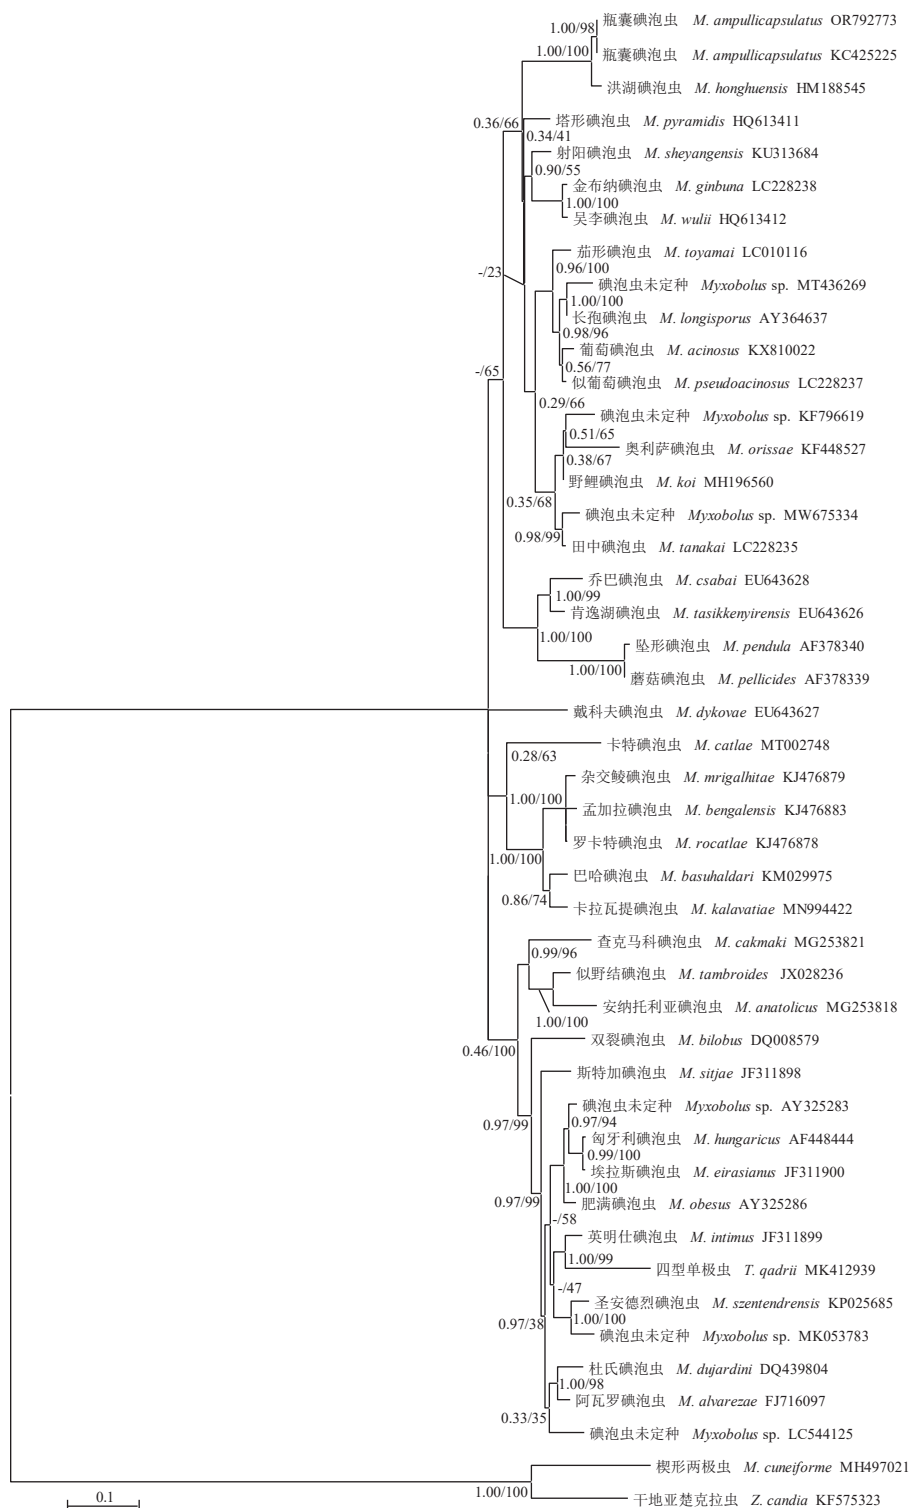 瓶囊碘泡虫 M. ampullicapsulatus OR792773
1.00/98
瓶囊碘泡虫 M. ampullicapsulatus KC425225
1.00/100
洪湖碘泡虫 M. honghuensis HM188545
塔形碘泡虫 M. pyramidis HQ613411
0.36/66
0.34/41
射阳碘泡虫 M. sheyangensis KU313684
0.90/55
金布纳碘泡虫 M. ginbuna LC228238
1.00/100
吴李碘泡虫 M. wulii HQ613412
茄形碘泡虫 M. toyamai LC010116
0.96/100
-/23
碘泡虫未定种 Myxobolus sp. MT436269
1.00/100
长孢碘泡虫 M. longisporus AY364637
0.98/96
葡萄碘泡虫 M. acinosus KX810022
0.56/77
-/65
似葡萄碘泡虫 M. pseudoacinosus LC228237
0.29/66
碘泡虫未定种 Myxobolus sp. KF796619
0.51/65
奥利萨碘泡虫 M. orissae KF448527
0.38/67
野鲤碘泡虫 M. koi MH196560
0.35/68
碘泡虫未定种 Myxobolus sp. MW675334
0.98/99
田中碘泡虫 M. tanakai LC228235
乔巴碘泡虫 M. csabai EU643628
1.00/99
肯逸湖碘泡虫 M. tasikkenyirensis EU643626
1.00/100
坠形碘泡虫 M. pendula AF378340
1.00/100
蘑菇碘泡虫 M. pellicides AF378339
戴科夫碘泡虫 M. dykovae EU643627
卡特碘泡虫 M. catlae MT002748
0.28/63
杂交鲮碘泡虫 M. mrigalhitae KJ476879
1.00/100
孟加拉碘泡虫 M. bengalensis KJ476883
罗卡特碘泡虫 M. rocatlae KJ476878
1.00/100
巴哈碘泡虫 M. basuhaldari KM029975
0.86/74
卡拉瓦提碘泡虫 M. kalavatiae MN994422
查克马科碘泡虫 M. cakmaki MG253821
0.99/96
似野结碘泡虫 M. tambroides JX028236
安纳托利亚碘泡虫 M. anatolicus MG253818
1.00/100
双裂碘泡虫 M. bilobus DQ008579
0.46/100
斯特加碘泡虫 M. sitjae JF311898
碘泡虫未定种 Myxobolus sp. AY325283
0.97/94
0.97/99
匈牙利碘泡虫 M. hungaricus AF448444
0.99/100
埃拉斯碘泡虫 M. eirasianus JF311900
1.00/100
0.97/99
肥满碘泡虫 M. obesus AY325286
-/58
英明仕碘泡虫 M. intimus JF311899
1.00/99
四型单极虫 T. qadrii MK412939
-/47
圣安德烈碘泡虫 M. szentendrensis KP025685
1.00/100
0.97/38
碘泡虫未定种 Myxobolus sp. MK053783
杜氏碘泡虫 M. dujardini DQ439804
1.00/98
阿瓦罗碘泡虫 M. alvarezae FJ716097
0.33/35
碘泡虫未定种 Myxobolus sp. LC544125
楔形两极虫 M. cuneiforme MH497021
1.00/100
干地亚楚克拉虫 Z. candia KF575323
0.1